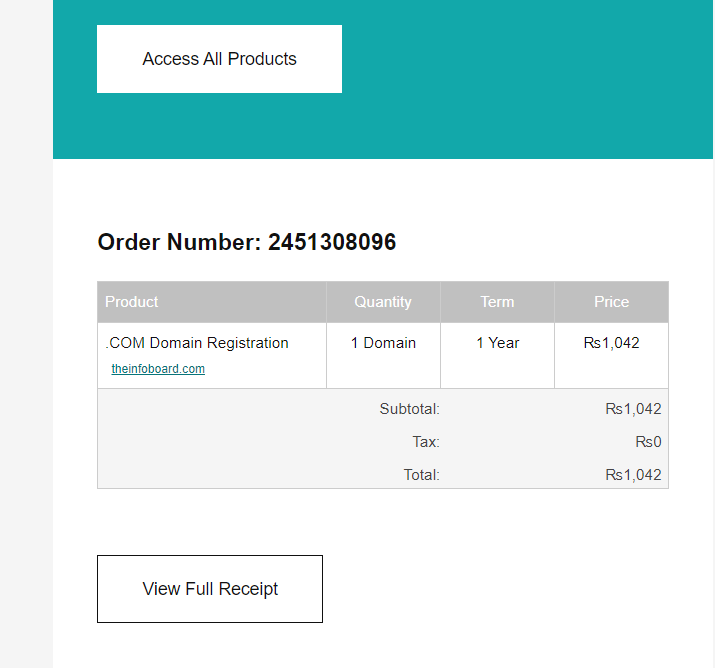 Access All Products
Order Number: 2451308096
Product Quantity Term Price
.COM Domain Registration 1 Domain 1 Year Rs1,042
theinfoboard.com
Subtotal: Rs1,042
Tax: Rs0
Total: Rs1,042
View Full Receipt